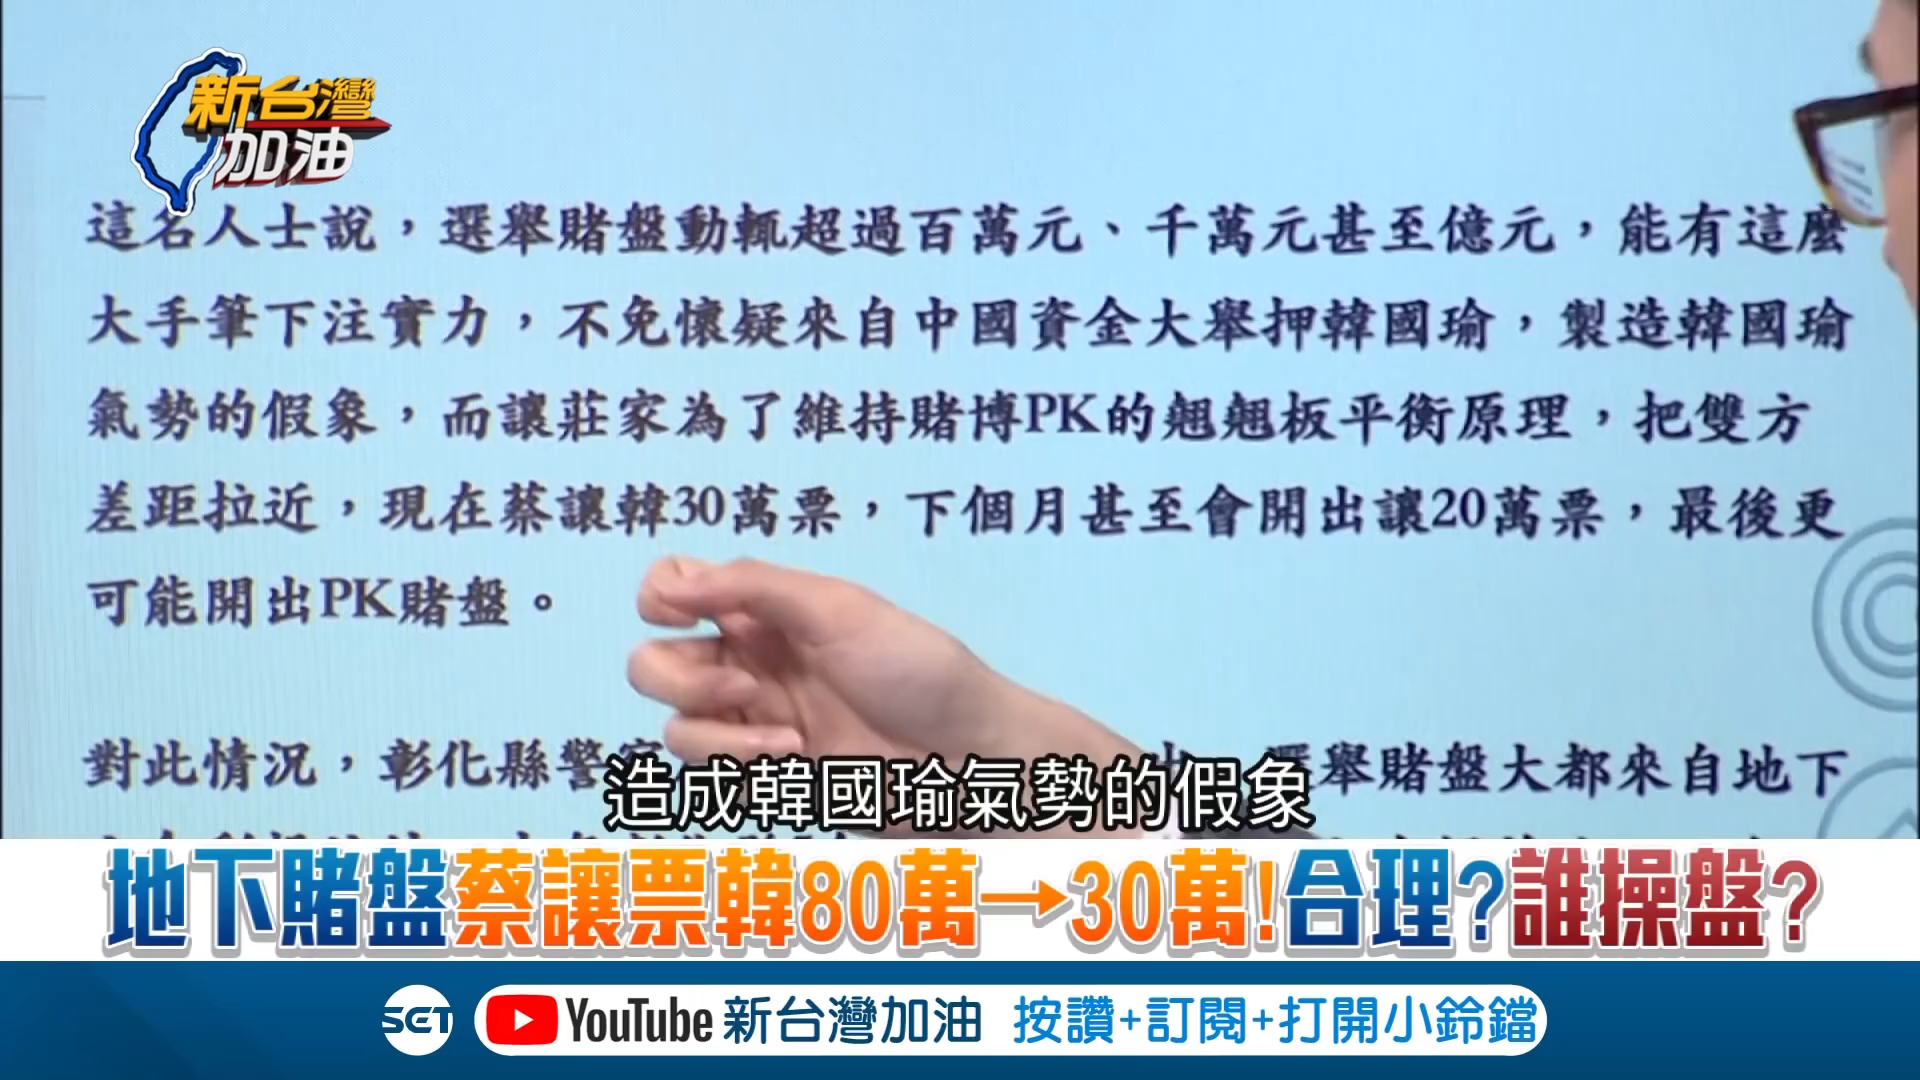 新台灣
加油
這名人士說，選舉賭盤動輒超過百萬元、千萬元甚至億元，能有這麼
大手筆下注實力，不免懷疑來自中國資金大舉押韓國瑜，製造韓國瑜
氣勢的假象，而讓莊家為了維持賭博PK的翹翹板平衡原理，把雙方
差距拉近，現在蔡讓韓30萬票，下個月甚至會開出讓20萬票，最後更
可能開出PK賭盤。
對此情況，彰化縣警 選舉賭盤大都來自地下
造成韓國瑜氣勢的假象
地下賭盤蔡讓票韓80萬→30萬!合理?誰操盤?
SET YouTube 新台灣加油 按讚+訂閱+打開小鈴鐺